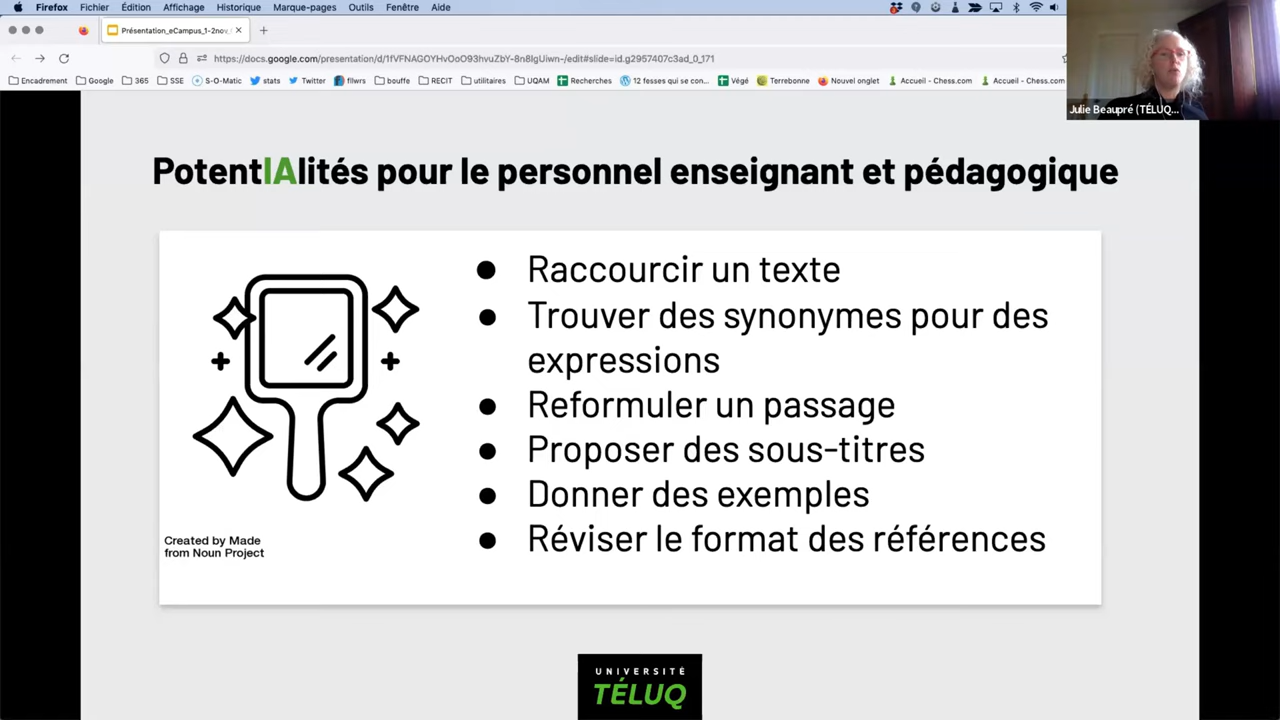 Firefox Fichier Édition Affichage Historique Marque-pages Outils Fenêtre Aide
Présentation_eCampus_1-2nov
https://docs.google.com/presentation/d/1fVFNAGOYHvOoO93hvuZbY-8n8IgUiwn-/edit#slide=id.g2957407c3ad_0_171
Encadrement Google 365 SSE S-O-Matic stats Twitter fllwrs bouffe RECIT utilitaires UQAM Recherches 12 fesses qui se con... Végé Terrebonne Nouvel onglet Accueil - Chess.com Accueil - Chess.com
Julie Beaupré (TÉLUQ...
PotentIAlités pour le personnel enseignant et pédagogique
● Raccourcir un texte
● Trouver des synonymes pour des
expressions
● Reformuler un passage
● Proposer des sous-titres
● Donner des exemples
● Réviser le format des références
Created by Made
from Noun Project
UNIVERSITÉ
TÉLUQ